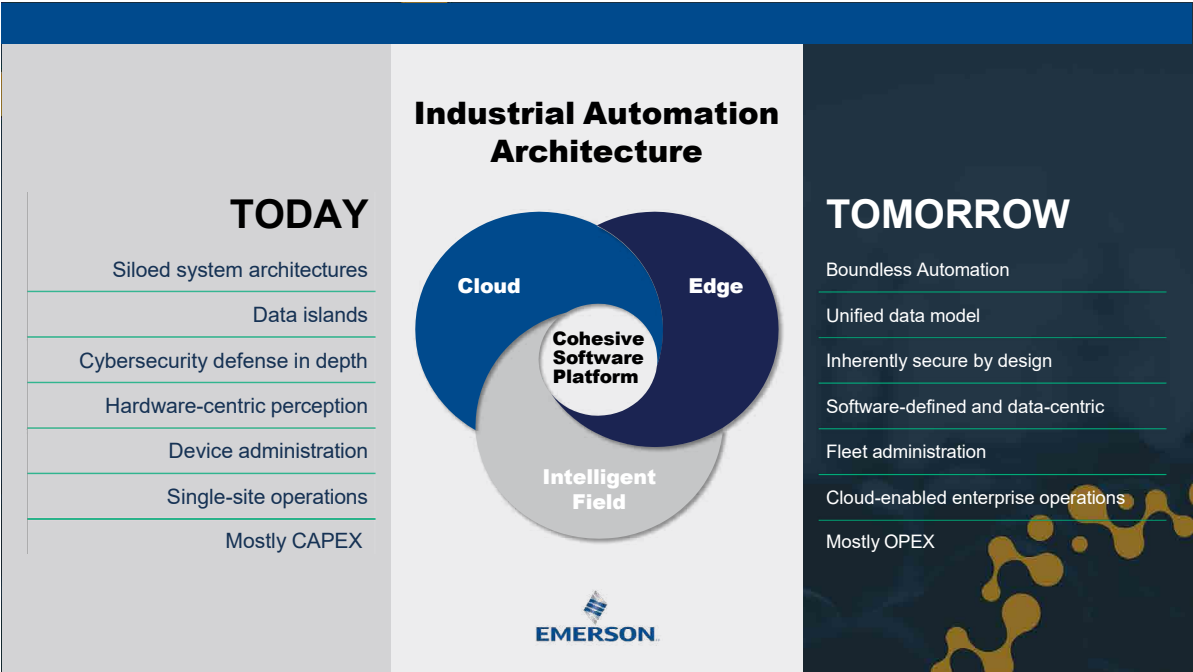 Industrial Automation
Architecture
TODAY
Siloed system architectures
Data islands
Cybersecurity defense in depth
Hardware-centric perception
Device administration
Single-site operations
Mostly CAPEX
Cloud
Edge
Cohesive
Software
Platform
Intelligent
Field
EMERSON
TOMORROW
Boundless Automation
Unified data model
Inherently secure by design
Software-defined and data-centric
Fleet administration
Cloud-enabled enterprise operations
Mostly OPEX